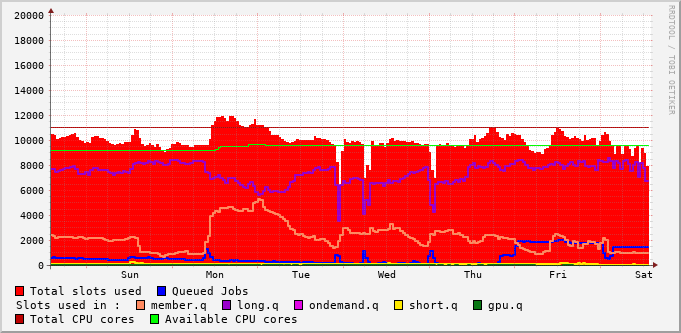 RRDTOOL / TOBI OETIKER
20000
18000
16000
14000
12000
10000
8000
6000
4000
2000
0
Sun Mon Tue Wed Thu Fri Sat
Total slots used Queued Jobs
Slots used in : member.q long.q ondemand.q short.q gpu.q
Total CPU cores Available CPU cores